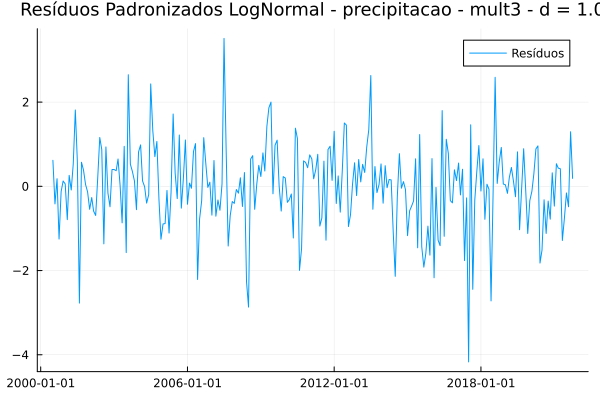 Resíduos Padronizados LogNormal - precipitacao - mult3 - d = 1.0
Resíduos
2
0
−2
−4
2000-01-01 2006-01-01 2012-01-01 2018-01-01